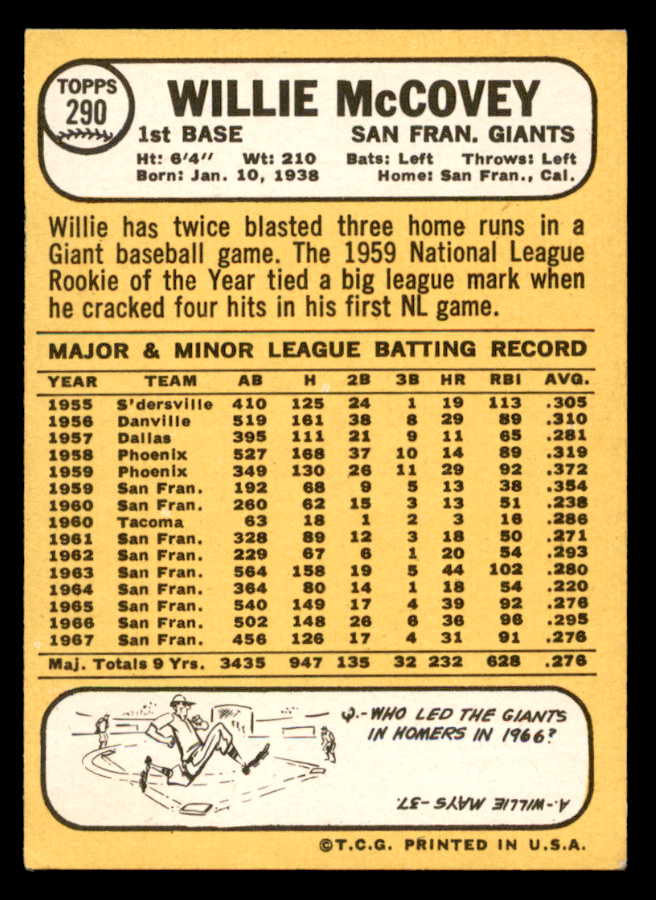 TOPPS
290
WILLIE McCOVEY
1st BASE SAN FRAN. GIANTS
Ht: 6'4" Wt: 210 Bats: Left Throws: Left
Born: Jan. 10, 1938 Home: San Fran., Cal.
Willie has twice blasted three home runs in a
Giant baseball game. The 1959 National League
Rookie of the Year tied a big league mark when
he cracked four hits in his first NL game.
MAJOR & MINOR LEAGUE BATTING RECORD
YEAR TEAM AB H 2B 3B HR RBI AVG.
1955 S'dersville 410 125 24 1 19 113 .305
1956 Danville 519 161 38 8 29 89 .310
1957 Dallas 395 111 21 9 11 65 .281
1958 Phoenix 527 168 37 10 14 89 .319
1959 Phoenix 349 130 26 11 29 92 .372
1959 San Fran. 192 68 9 5 13 38 .354
1960 San Fran. 260 62 15 3 13 51 .238
1960 Tacoma 63 18 1 2 3 16 .286
1961 San Fran. 328 89 12 3 18 50 .271
1962 San Fran. 229 67 6 1 20 54 .293
1963 San Fran. 564 158 19 5 44 102 .280
1964 San Fran. 364 80 14 1 18 54 .220
1965 San Fran. 540 149 17 4 39 92 .276
1966 San Fran. 502 148 26 6 36 96 .295
1967 San Fran. 456 126 17 4 31 91 .276
Maj. Totals 9 Yrs. 3435 947 135 32 232 628 .276
Q.- WHO LED THE GIANTS
IN HOMERS IN 1966?
A.- WILLIE MAYS -37.
©T.C.G. PRINTED IN U.S.A.